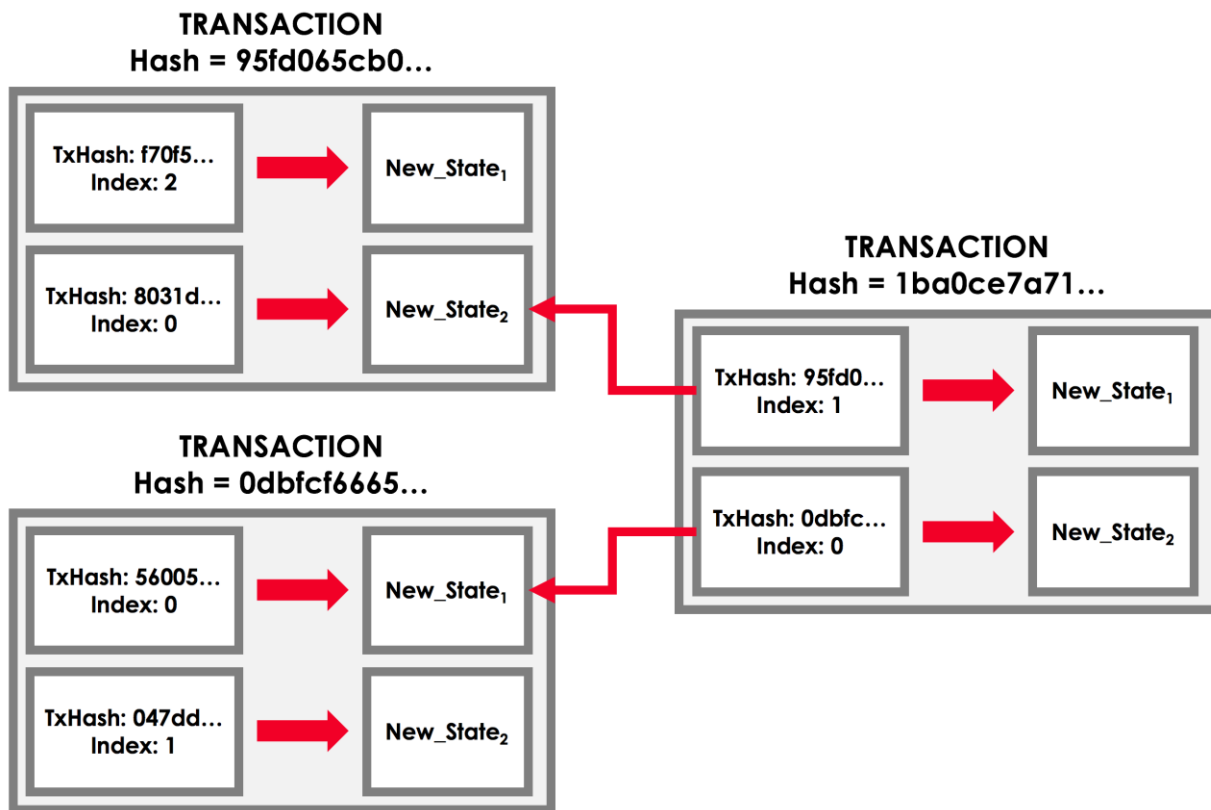 TRANSACTION
Hash = 95fd065cb0…
TxHash: f70f5…
Index: 2
New_State₁
TxHash: 8031d…
Index: 0
New_State₂
TRANSACTION
Hash = 0dbfcf6665…
TxHash: 56005…
Index: 0
New_State₁
TxHash: 047dd…
Index: 1
New_State₂
TRANSACTION
Hash = 1ba0ce7a71…
TxHash: 95fd0…
Index: 1
New_State₁
TxHash: 0dbfc…
Index: 0
New_State₂